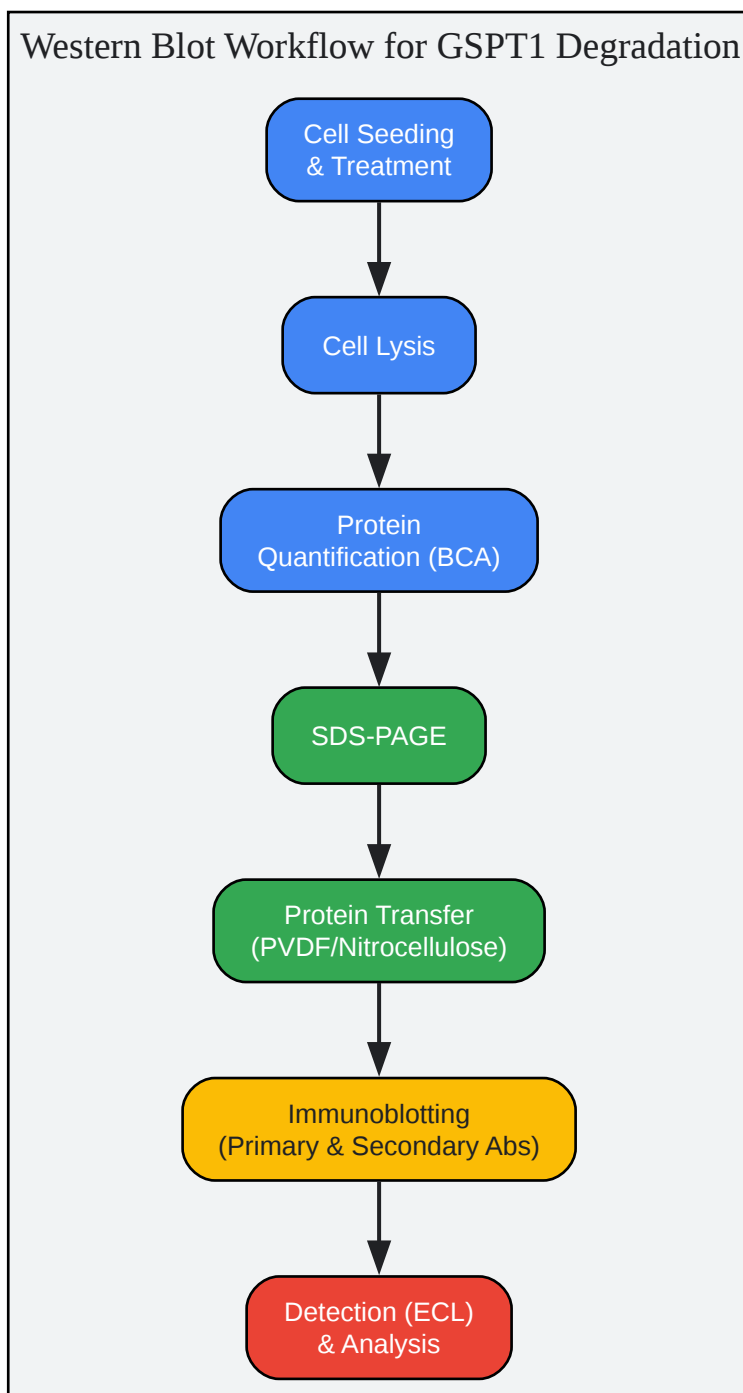 Western Blot Workflow for GSPT1 Degradation
Cell Seeding
& Treatment
Cell Lysis
Protein
Quantification (BCA)
SDS-PAGE
Protein Transfer
(PVDF/Nitrocellulose)
Immunoblotting
(Primary & Secondary Abs)
Detection (ECL)
& Analysis